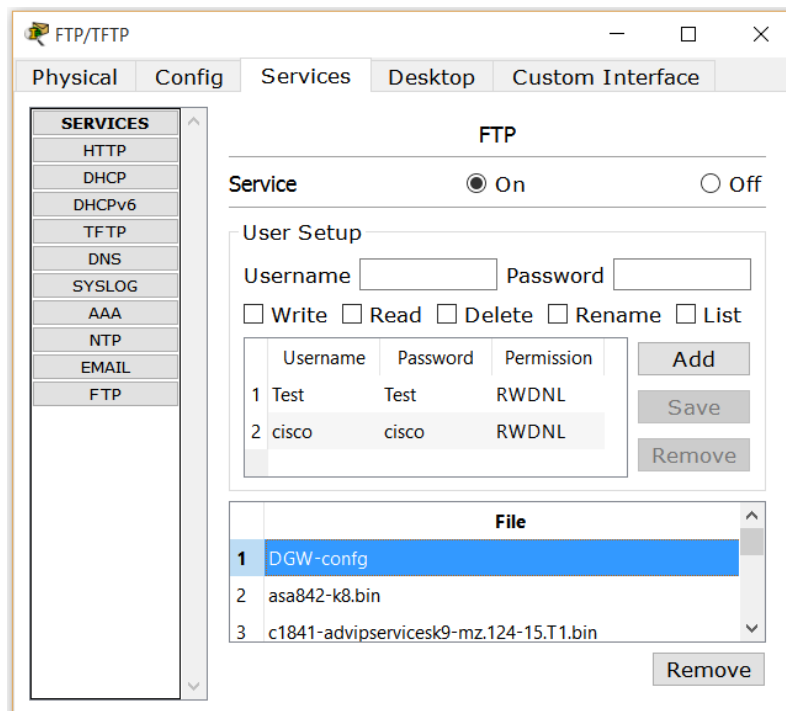 FTP/TFTP
Physical Config Services Desktop Custom Interface
SERVICES
HTTP
DHCP
DHCPv6
TFTP
DNS
SYSLOG
AAA
NTP
EMAIL
FTP
FTP
Service On Off
User Setup
Username Password
Write Read Delete Rename List
Username Password Permission
1 Test Test RWDNL
2 cisco cisco RWDNL
Add
Save
Remove
File
1 DGW-confg
2 asa842-k8.bin
3 c1841-advipservicesk9-mz.124-15.T1.bin
Remove